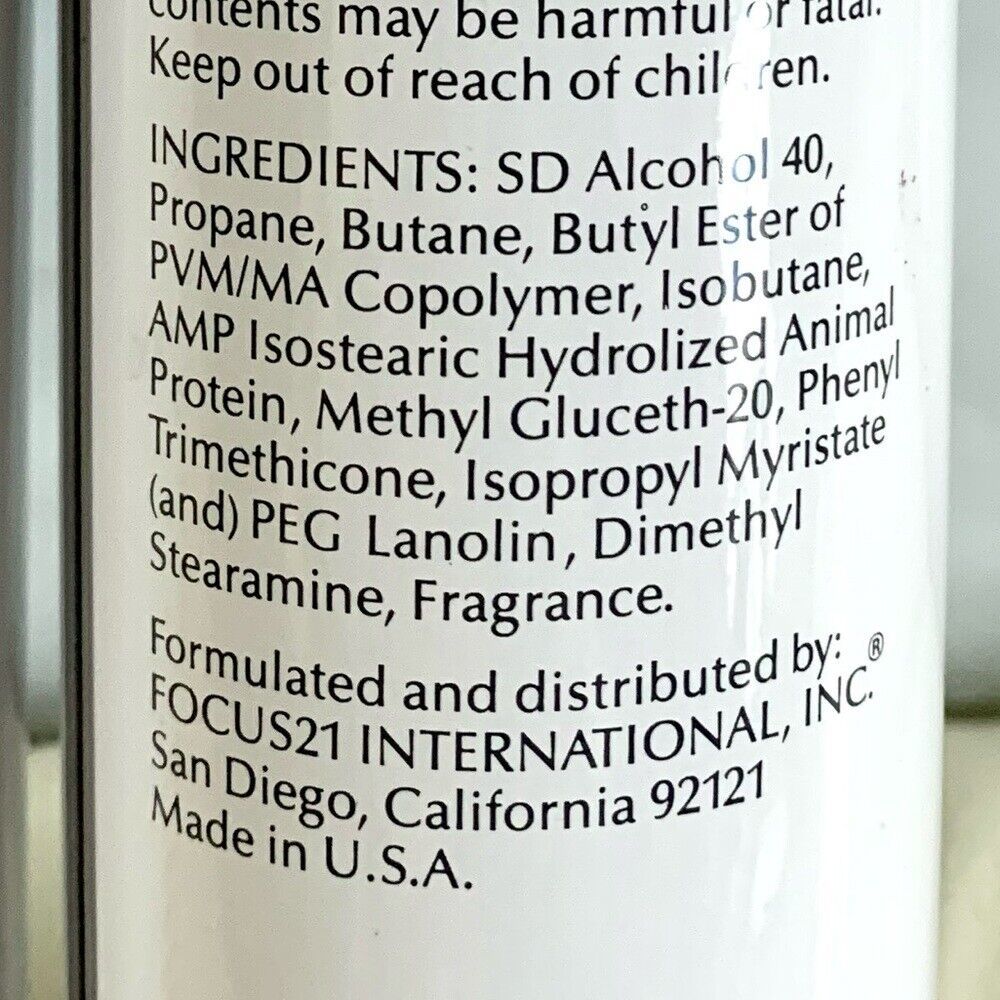 contents may be harmful or fatal.
Keep out of reach of children.
INGREDIENTS: SD Alcohol 40,
Propane, Butane, Butyl Ester of
PVM/MA Copolymer, Isobutane,
AMP Isostearic Hydrolized Animal
Protein, Methyl Gluceth-20, Phenyl
Trimethicone, Isopropyl Myristate
(and) PEG Lanolin, Dimethyl
Stearamine, Fragrance.
Formulated and distributed by:
FOCUS21 INTERNATIONAL, INC.®
San Diego, California 92121
Made in U.S.A.